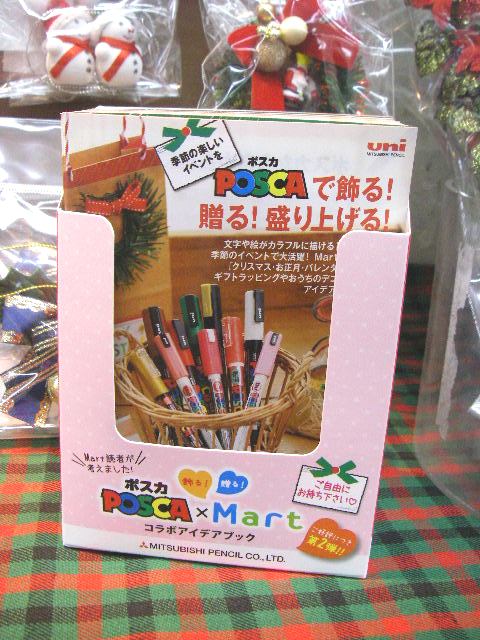 季節の楽しい
イベントを
uni
MITSUBISHI PENCIL
ポスカ
POSCAで飾る!
贈る! 盛り上げる!
文字や絵がカラフルに描ける
季節のイベントで大活躍! Mart
「クリスマス・お正月・バレンタ
ギフトラッピングやおうちのデコ
アイデア
Mart読者が
考えました!
飾る! 贈る!
ポスカ
POSCA×Mart
コラボアイデアブック
ご自由に
お持ち下さい♡
ご好評につき
第2弾!!
MITSUBISHI PENCIL CO., LTD.